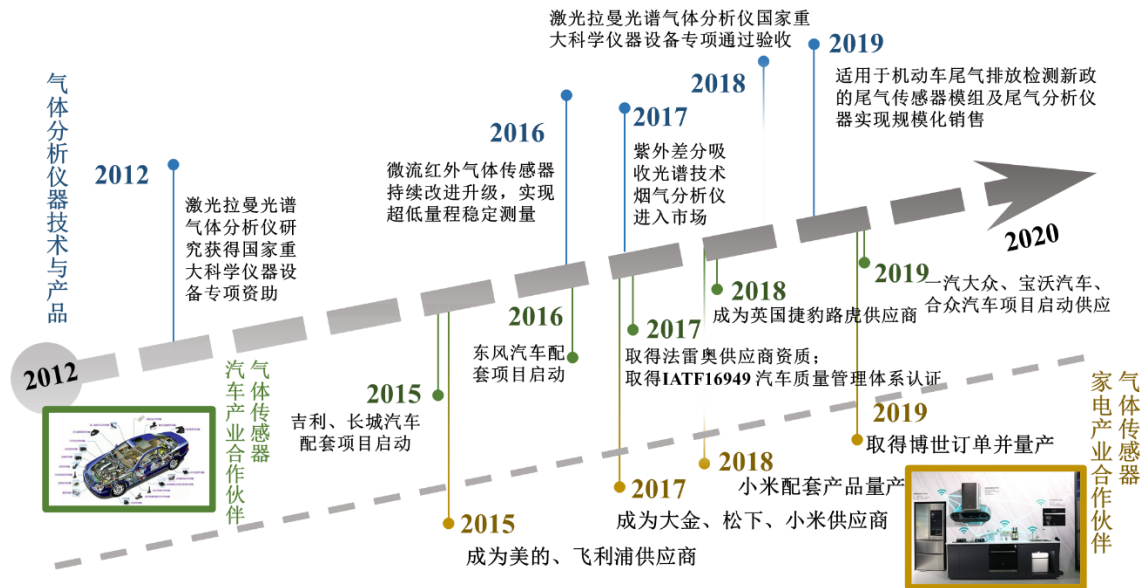 气体分析仪器技术与产品
2012
激光拉曼光谱
气体分析仪研
究获得国家重
大科学仪器设
备专项资助
2016
微流红外气体传感器
持续改进升级，实现
超低量程稳定测量
2017
紫外差分吸
收光谱技术
烟气分析仪
进入市场
激光拉曼光谱气体分析仪国家重
大科学仪器设备专项通过验收
2018
2019
适用于机动车尾气排放检测新政
的尾气传感器模组及尾气分析仪
器实现规模化销售
2012
2020
气体传感器
汽车产业合作伙伴
2015
吉利、长城汽车
配套项目启动
2016
东风汽车配
套项目启动
2017
取得法雷奥供应商资质；
取得IATF16949 汽车质量管理体系认证
2018
成为英国捷豹路虎供应商
2019
一汽大众、宝沃汽车、
合众汽车项目启动供应
2015
成为美的、飞利浦供应商
2017
成为大金、松下、小米供应商
2018
小米配套产品量产
2019
取得博世订单并量产
气体传感器
家电产业合作伙伴